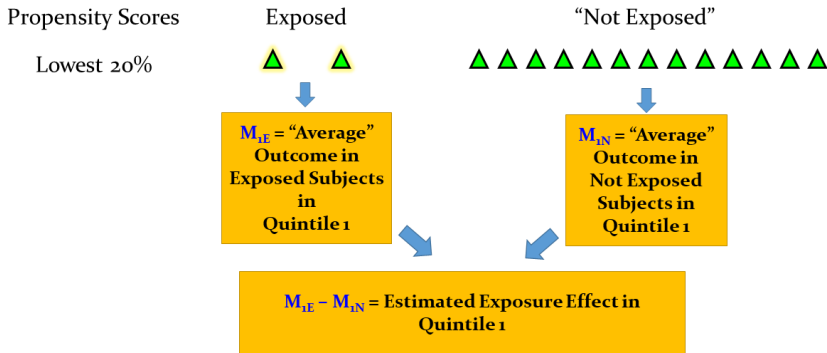 Propensity Scores
Exposed
“Not Exposed”
Lowest 20%
M1E = “Average”
Outcome in
Exposed Subjects
in
Quintile 1
M1N = “Average”
Outcome in
Not Exposed
Subjects in
Quintile 1
M1E – M1N = Estimated Exposure Effect in
Quintile 1